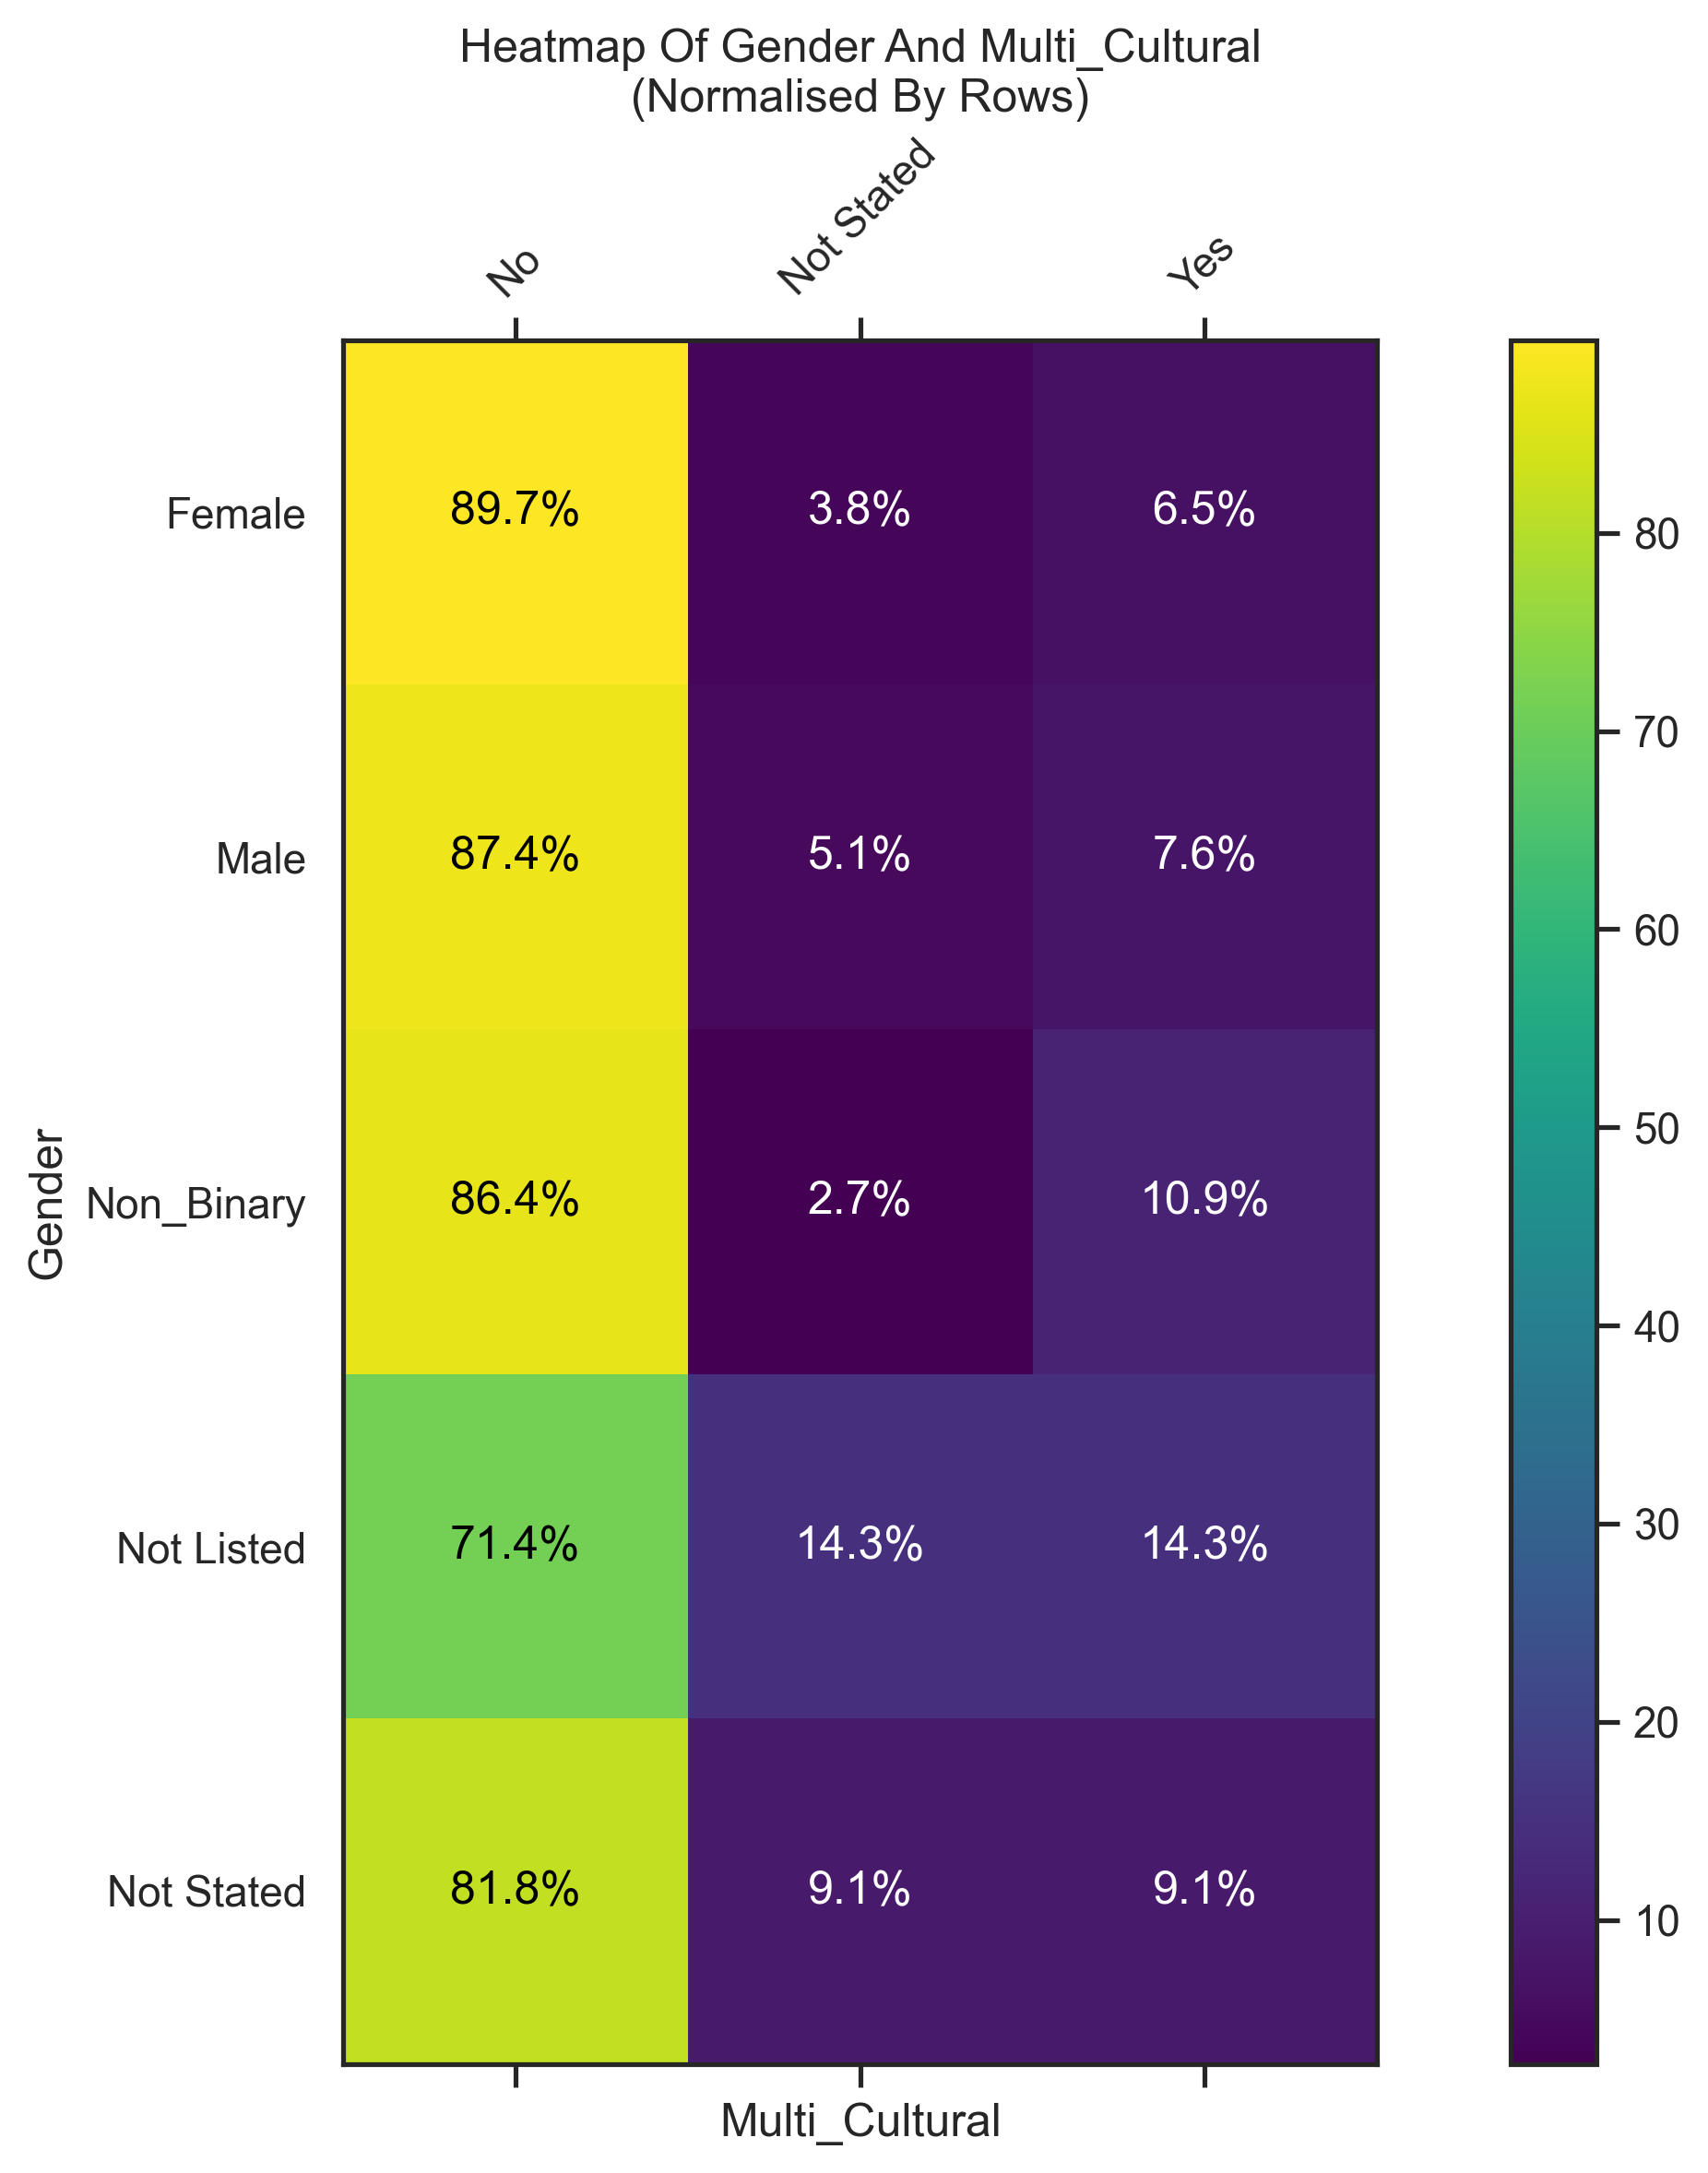 Heatmap Of Gender And Multi_Cultural
(Normalised By Rows)
No
Not Stated
Yes
Gender
Female
89.7%
3.8%
6.5%
Male
87.4%
5.1%
7.6%
Non_Binary
86.4%
2.7%
10.9%
Not Listed
71.4%
14.3%
14.3%
Not Stated
81.8%
9.1%
9.1%
Multi_Cultural
80
70
60
50
40
30
20
10